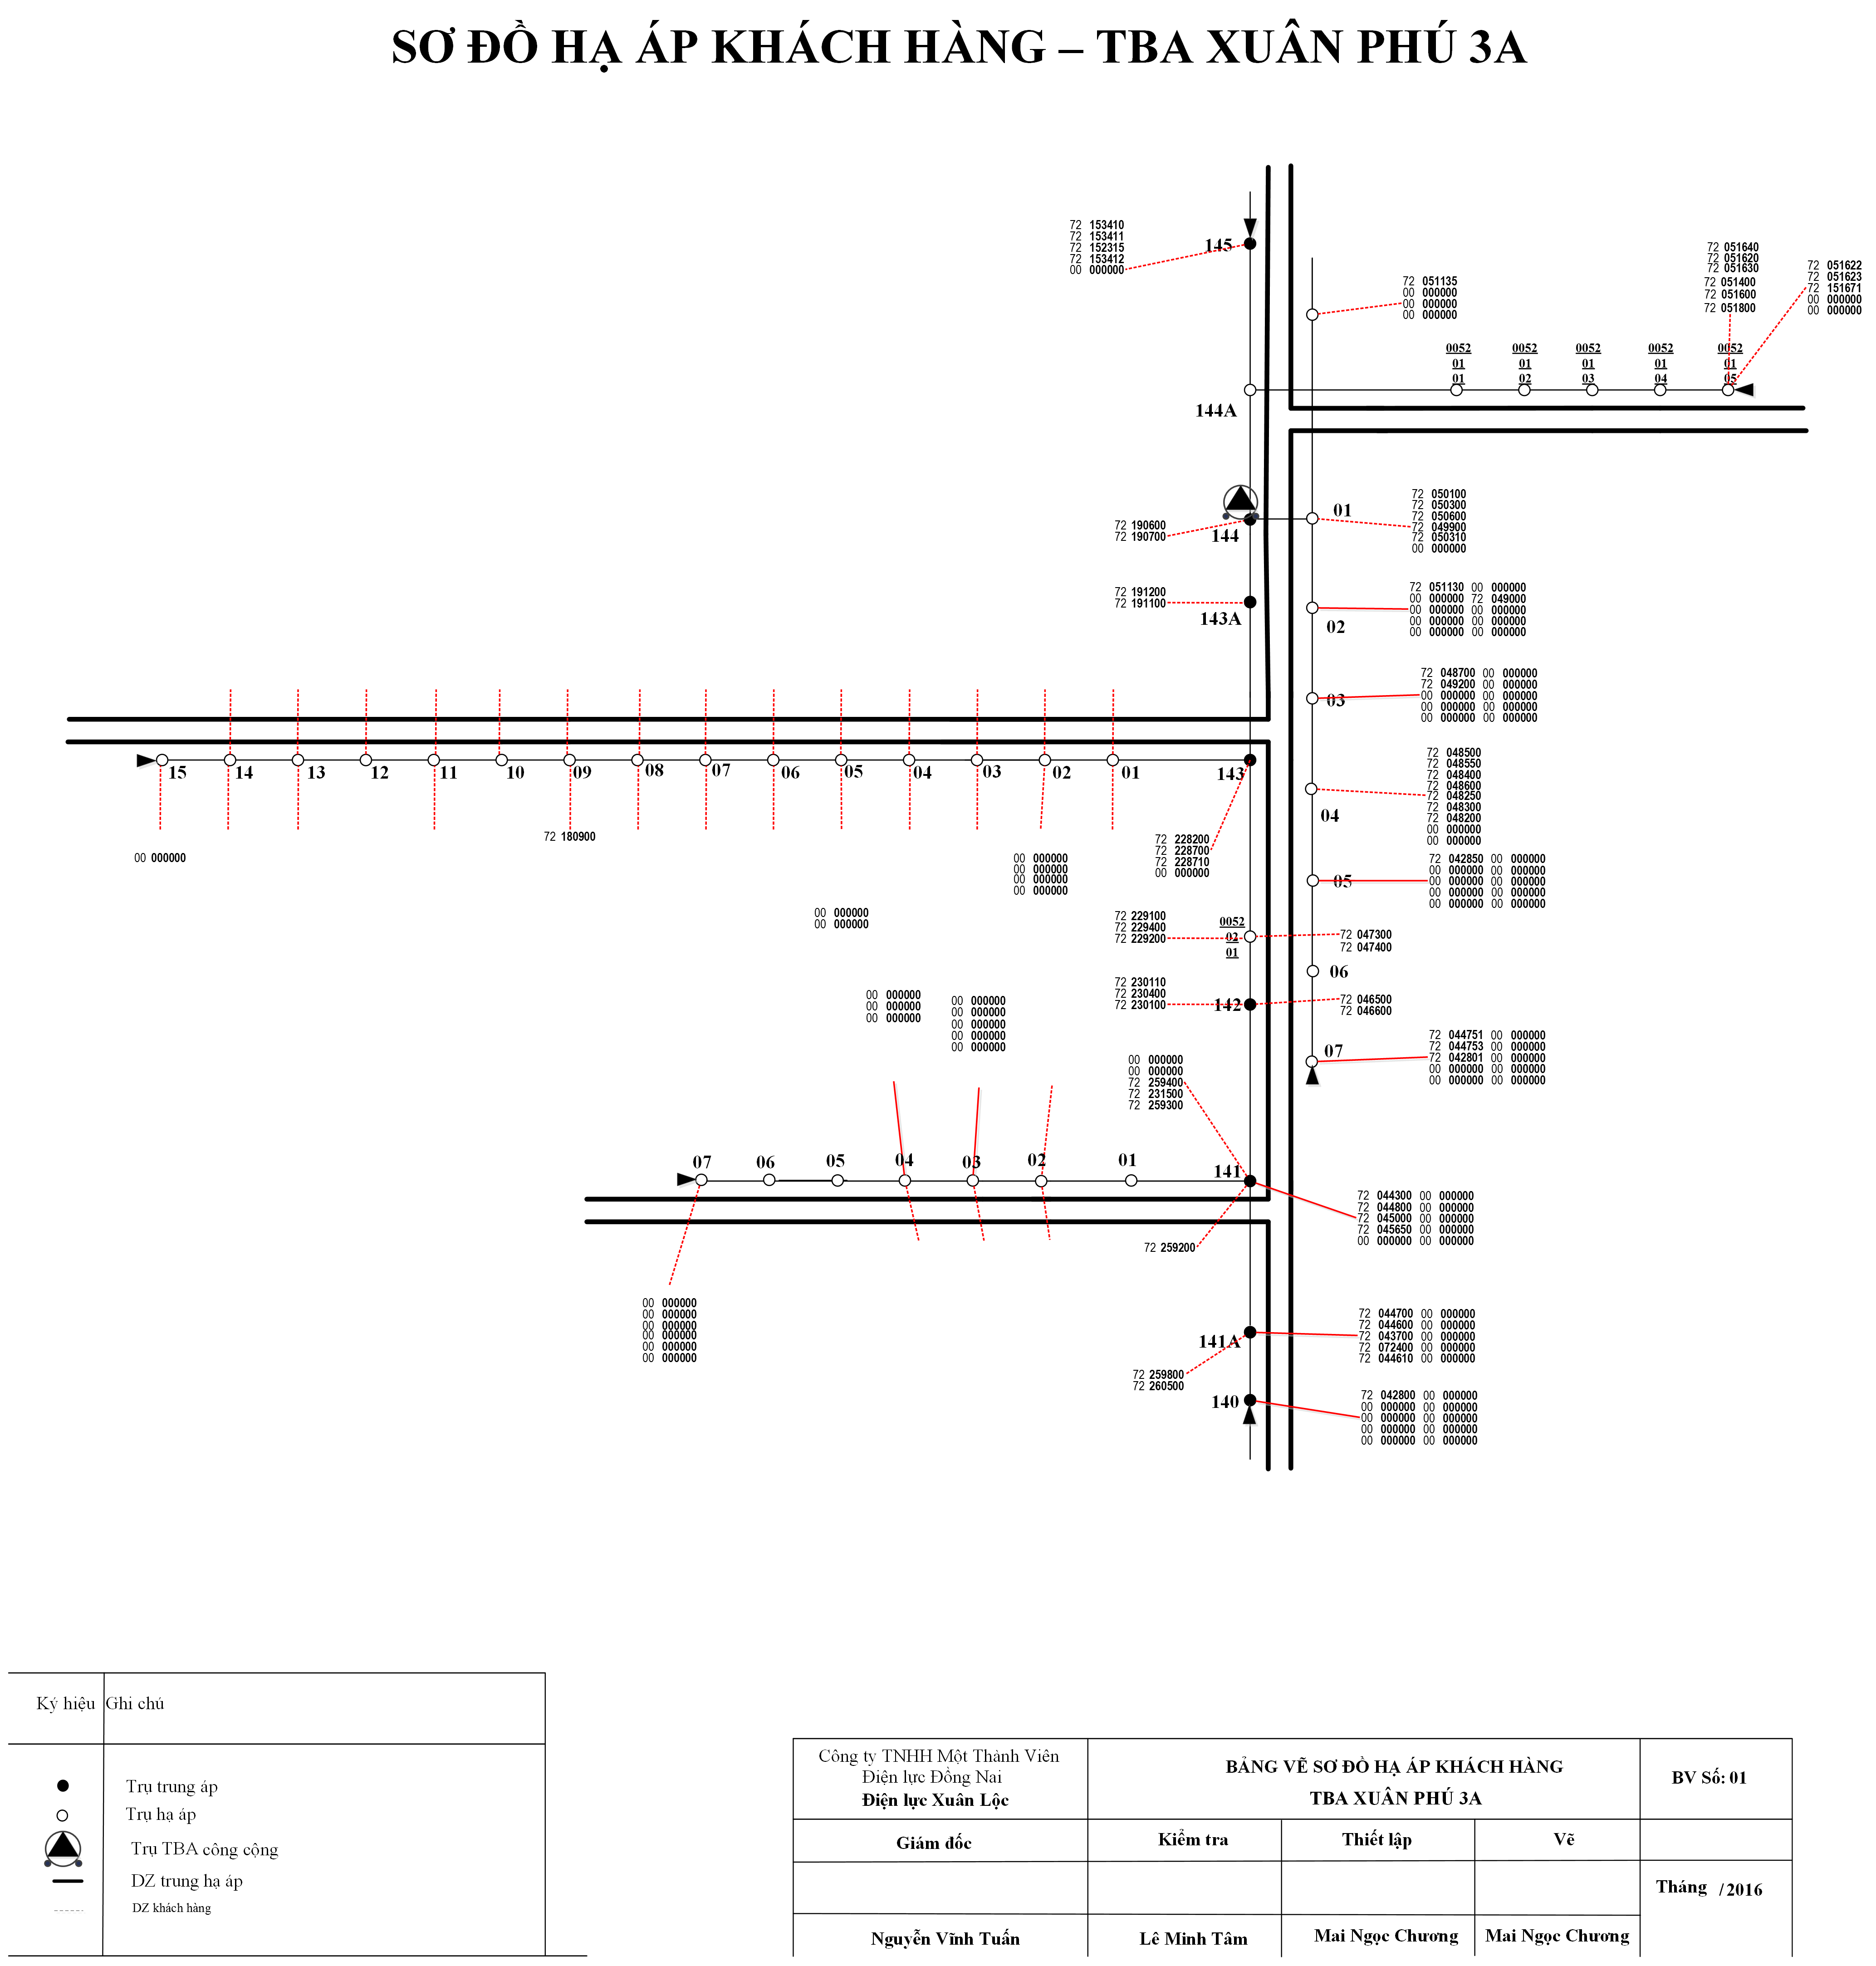 SƠ ĐỒ HẠ ÁP KHÁCH HÀNG – TBA XUÂN PHÚ 3A
72 153410
72 153411
72 152315
72 153412
00 000000
145
72 051135
00 000000
00 000000
00 000000
72 051640
72 051620
72 051630
72 051400
72 051600
72 051800
72 051622
72 051623
72 151671
00 000000
00 000000
0052 0052 0052 0052 0052
01 01 01 01 01
01 02 03 04 05
144A
72 190600
72 190700
144
01
72 050100
72 050300
72 050600
72 049900
72 050310
00 000000
72 191200
72 191100
143A
02
72 051130 00 000000
00 000000 72 049000
00 000000 00 000000
00 000000 00 000000
00 000000 00 000000
03
72 048700 00 000000
72 049200 00 000000
00 000000 00 000000
00 000000 00 000000
00 000000 00 000000
15 14 13 12 11 10 09 08 07 06 05 04 03 02 01 143
04
72 048500
72 048550
72 048400
72 048600
72 048250
72 048300
72 048200
00 000000
00 000000
72 180900
00 000000
00 000000
00 000000
00 000000
00 000000
72 228200
72 228700
72 228710
00 000000
05
72 042850 00 000000
00 000000 00 000000
00 000000 00 000000
00 000000 00 000000
00 000000 00 000000
00 000000
00 000000
72 229100
72 229400
72 229200
0052
02
01
72 047300
72 047400
06
00 000000
00 000000
00 000000
00 000000
00 000000
00 000000
00 000000
00 000000
72 230110
72 230400
72 230100
142
72 046500
72 046600
07
72 044751 00 000000
72 044753 00 000000
72 042801 00 000000
00 000000 00 000000
00 000000 00 000000
00 000000
00 000000
72 259400
72 231500
72 259300
07 06 05 04 03 02 01 141
72 044300 00 000000
72 044800 00 000000
72 045000 00 000000
72 045650 00 000000
00 000000 00 000000
72 259200
00 000000
00 000000
00 000000
00 000000
00 000000
00 000000
141A
72 044700 00 000000
72 044600 00 000000
72 043700 00 000000
72 072400 00 000000
72 044610 00 000000
72 259800
72 260500
140
72 042800 00 000000
00 000000 00 000000
00 000000 00 000000
00 000000 00 000000
00 000000 00 000000
Ký hiệu Ghi chú
Trụ trung áp
Trụ hạ áp
Trụ TBA công cộng
DZ trung hạ áp
DZ khách hàng
Công ty TNHH Một Thành Viên
Điện lực Đồng Nai
Điện lực Xuân Lộc
BẢNG VẼ SƠ ĐỒ HẠ ÁP KHÁCH HÀNG
TBA XUÂN PHÚ 3A
BV Số: 01
Giám đốc Kiểm tra Thiết lập Vẽ
Tháng / 2016
Nguyễn Vĩnh Tuấn Lê Minh Tâm Mai Ngọc Chương Mai Ngọc Chương